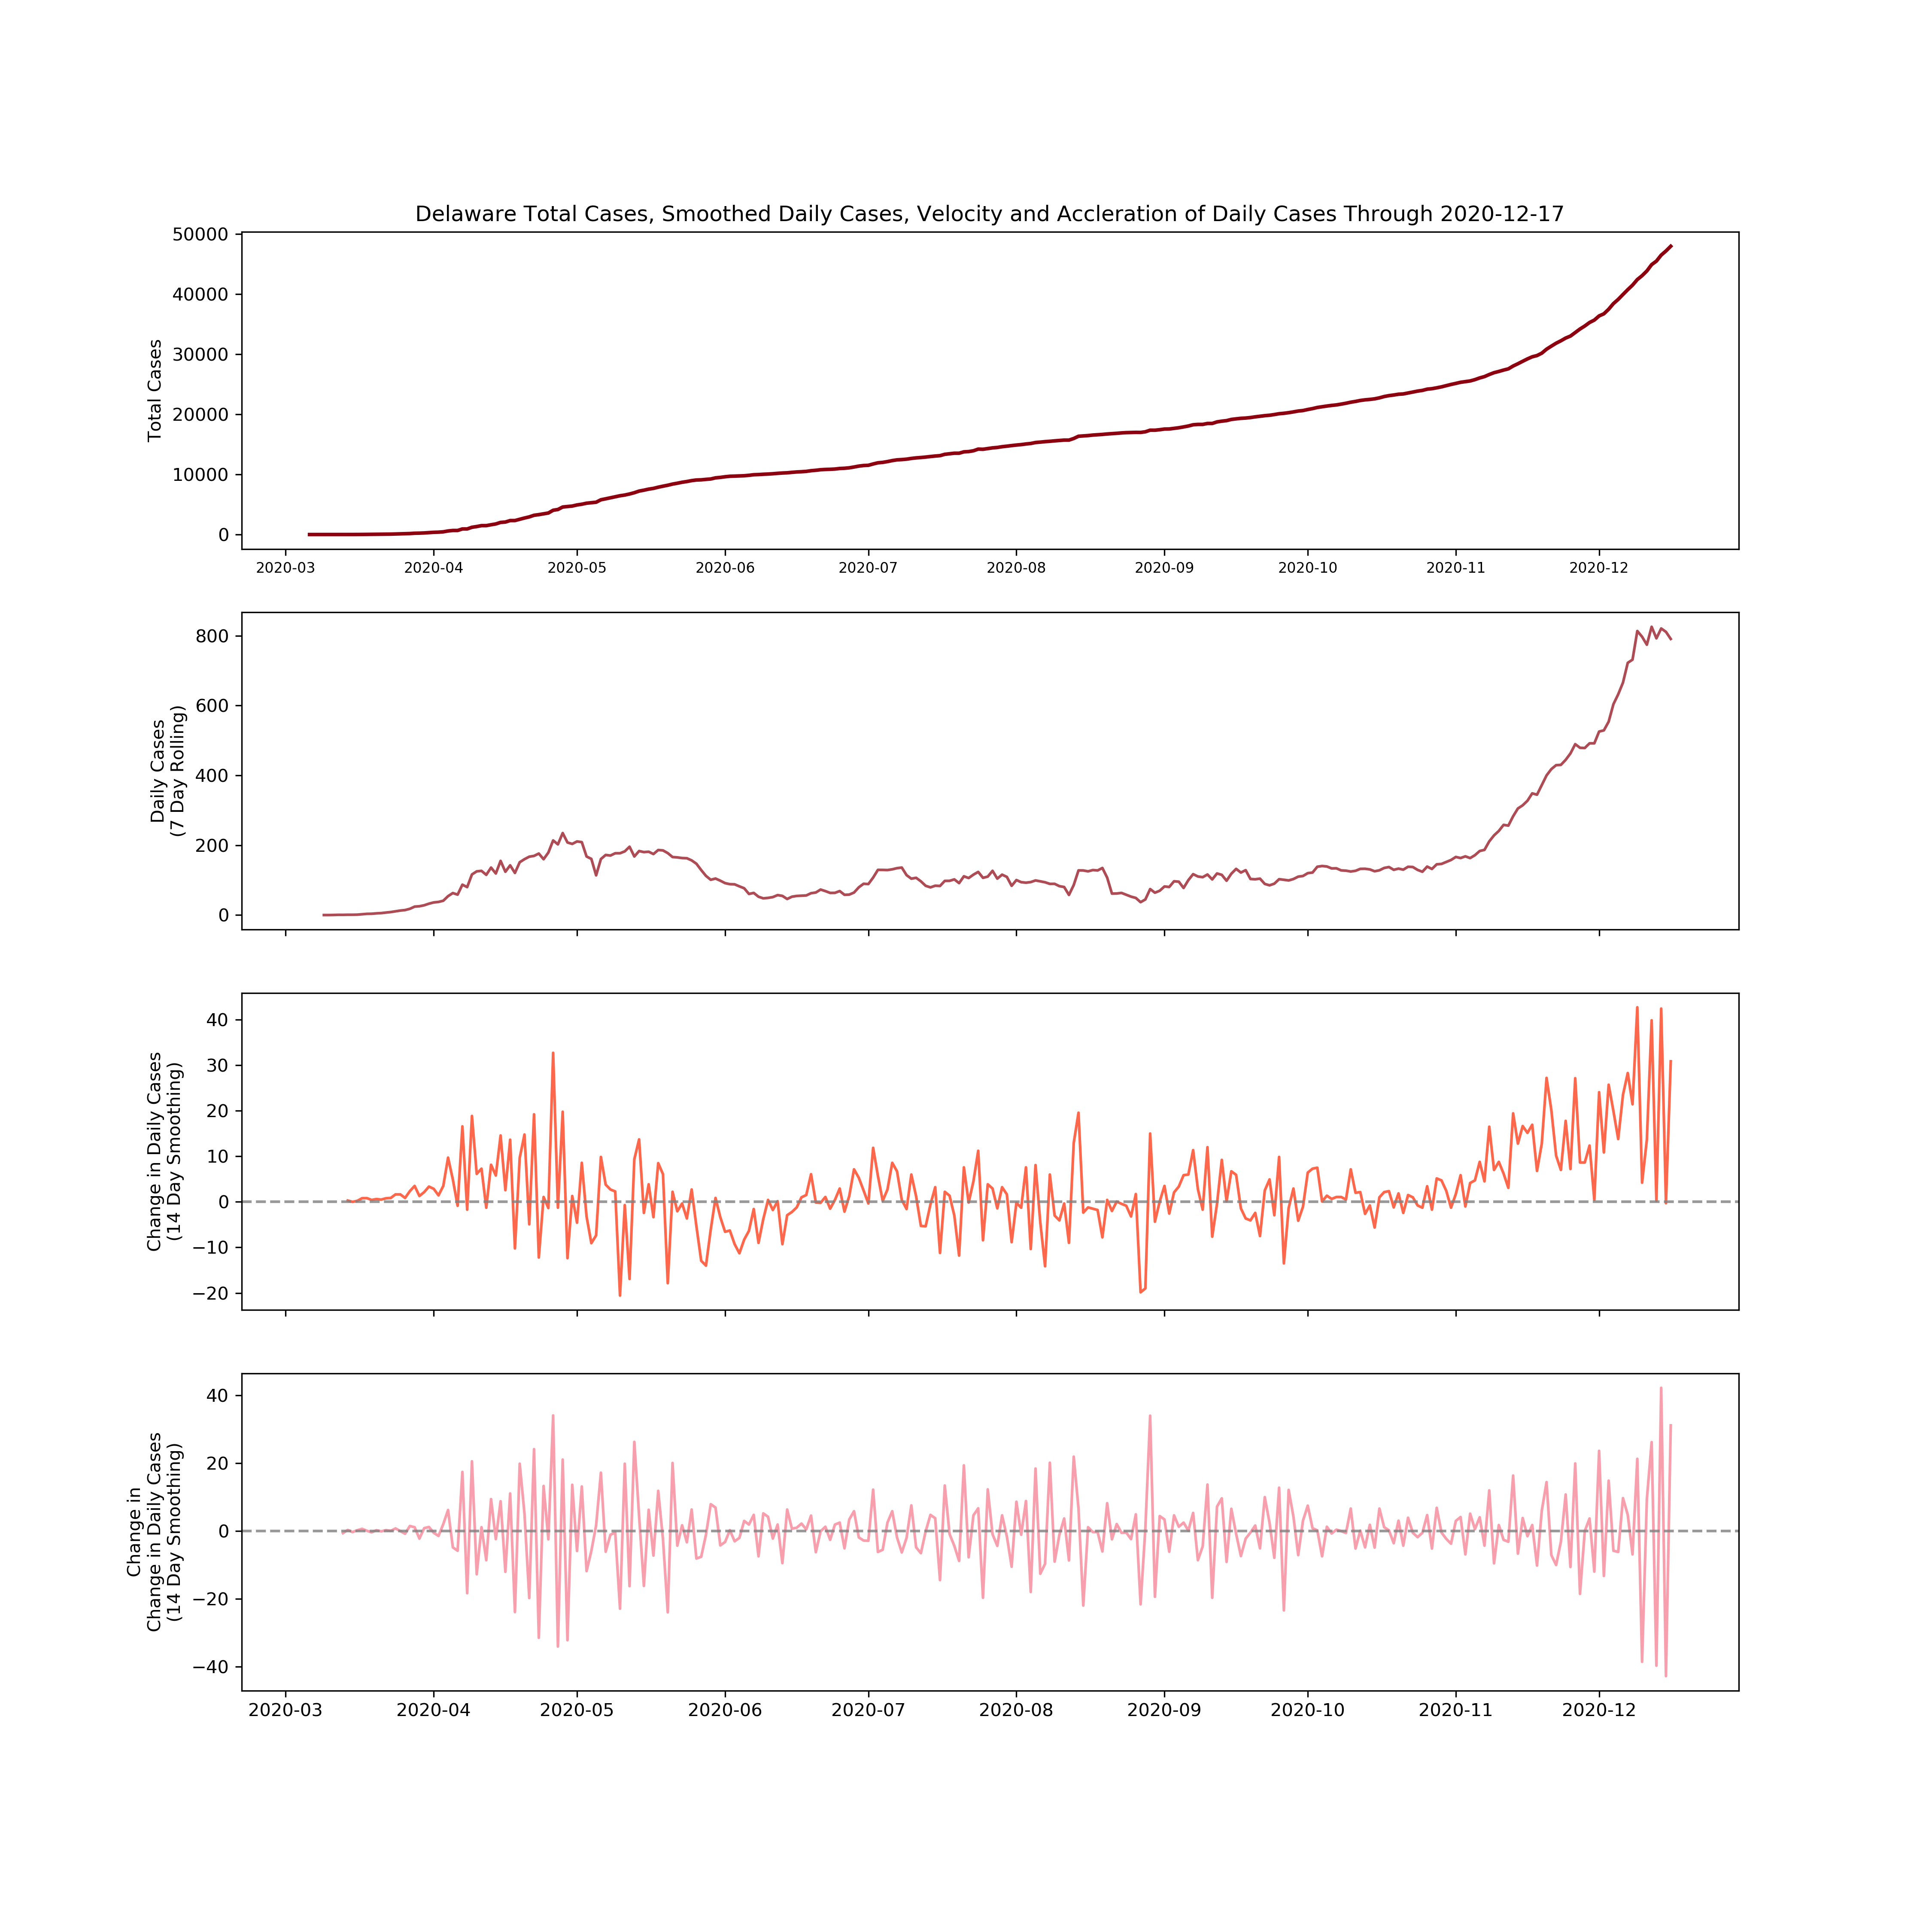 Delaware Total Cases, Smoothed Daily Cases, Velocity and Accleration of Daily Cases Through 2020-12-17
Total Cases
50000
40000
30000
20000
10000
0
2020-03 2020-04 2020-05 2020-06 2020-07 2020-08 2020-09 2020-10 2020-11 2020-12
Daily Cases
(7 Day Rolling)
800
600
400
200
0
Change in Daily Cases
(14 Day Smoothing)
40
30
20
10
0
−10
−20
Change in
Change in Daily Cases
(14 Day Smoothing)
40
20
0
−20
−40
2020-03 2020-04 2020-05 2020-06 2020-07 2020-08 2020-09 2020-10 2020-11 2020-12